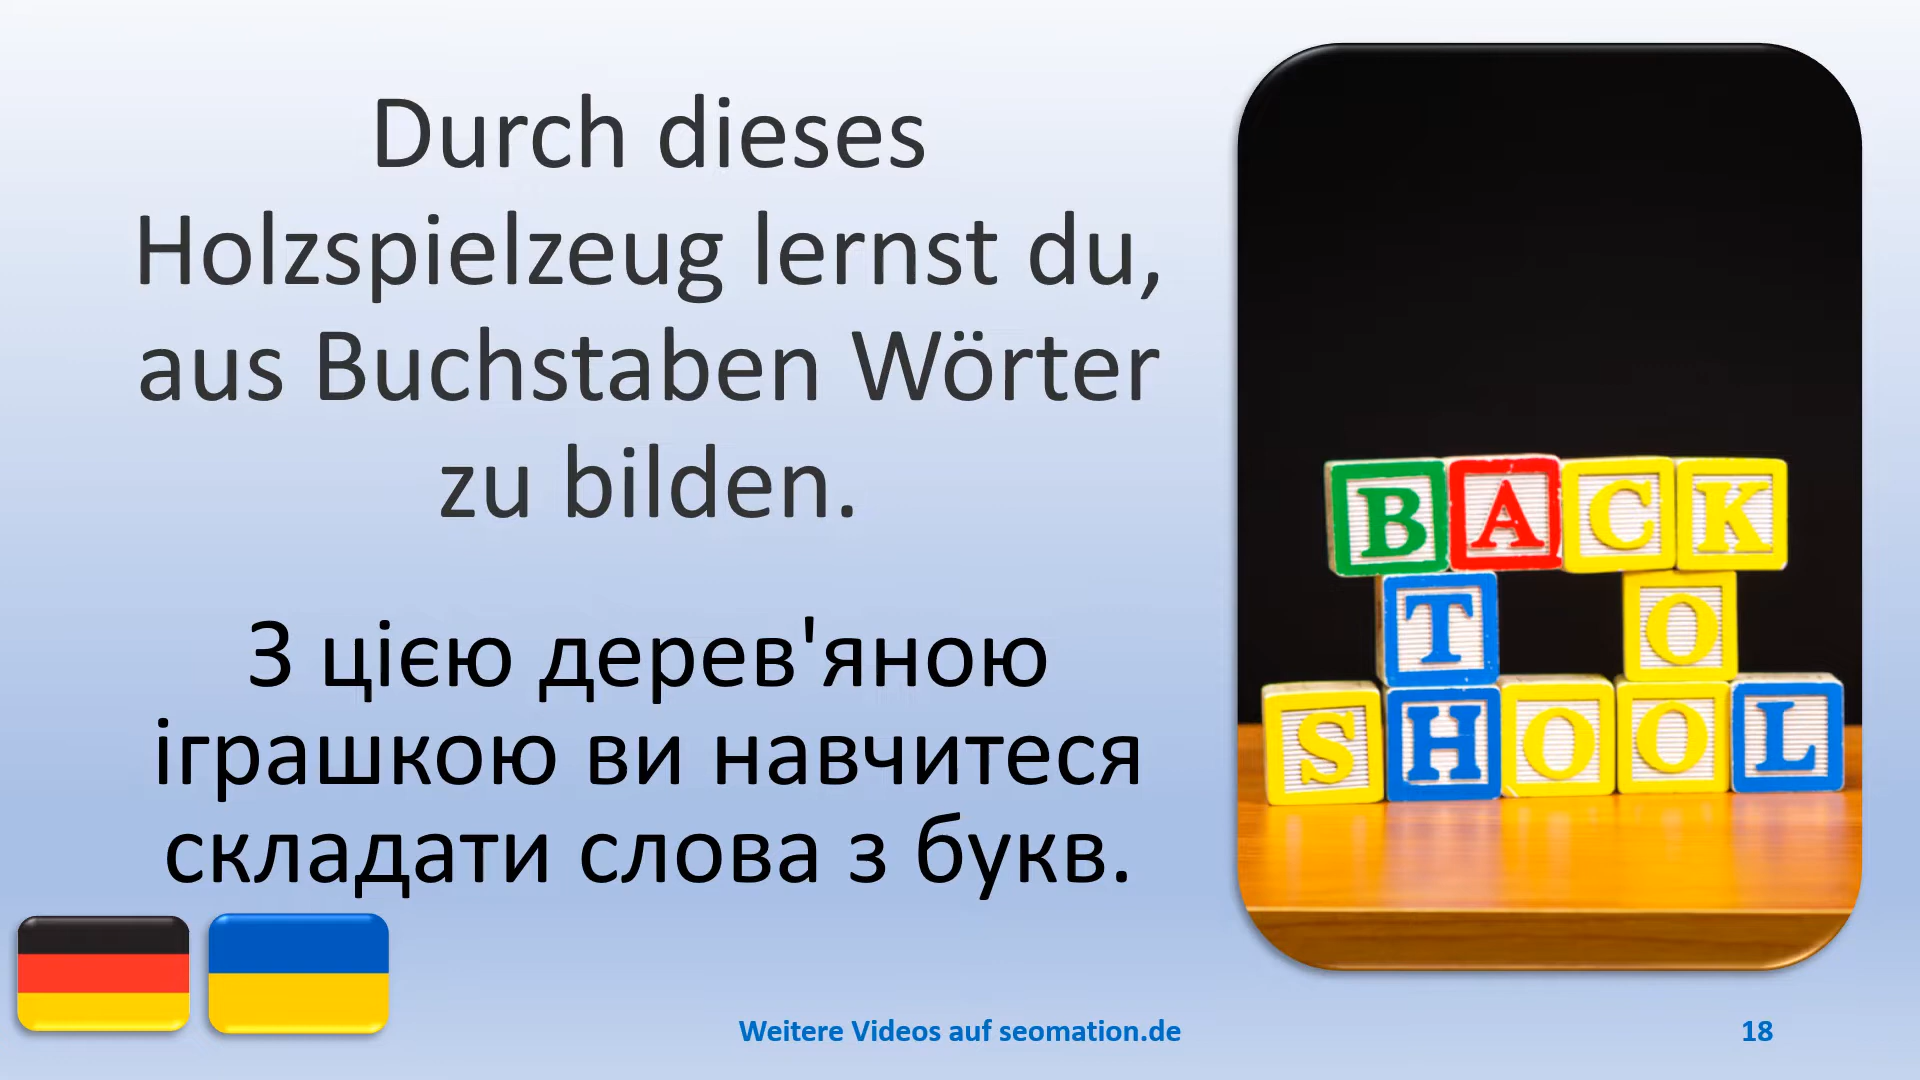 Durch dieses
Holzspielzeug lernst du,
aus Buchstaben Wörter
zu bilden.
З цією дерев'яною
іграшкою ви навчитеся
складати слова з букв.
BACK
T O
SHOOL
Weitere Videos auf seomation.de
18